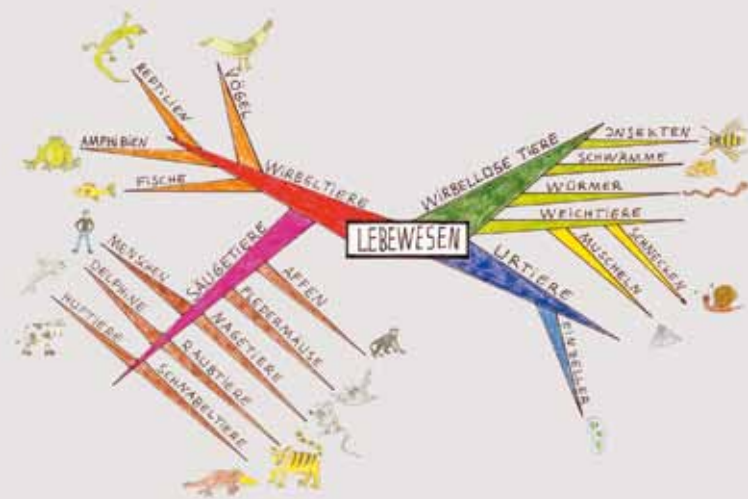 LEBEWESEN
WIRBELTIERE
VÖGEL
REPTILIEN
AMPHIBIEN
FISCHE
SÄUGETIERE
MENSCHEN
DELPHINE
HUFTIERE
AFFEN
FLEDERMÄUSE
NAGETIERE
RAUBTIERE
SCHNABELTIERE
WIRBELLOSE TIERE
INSEKTEN
SCHWÄMME
WÜRMER
WEICHTIERE
SCHNECKEN
MUSCHELN
URTIERE
EINZELLER